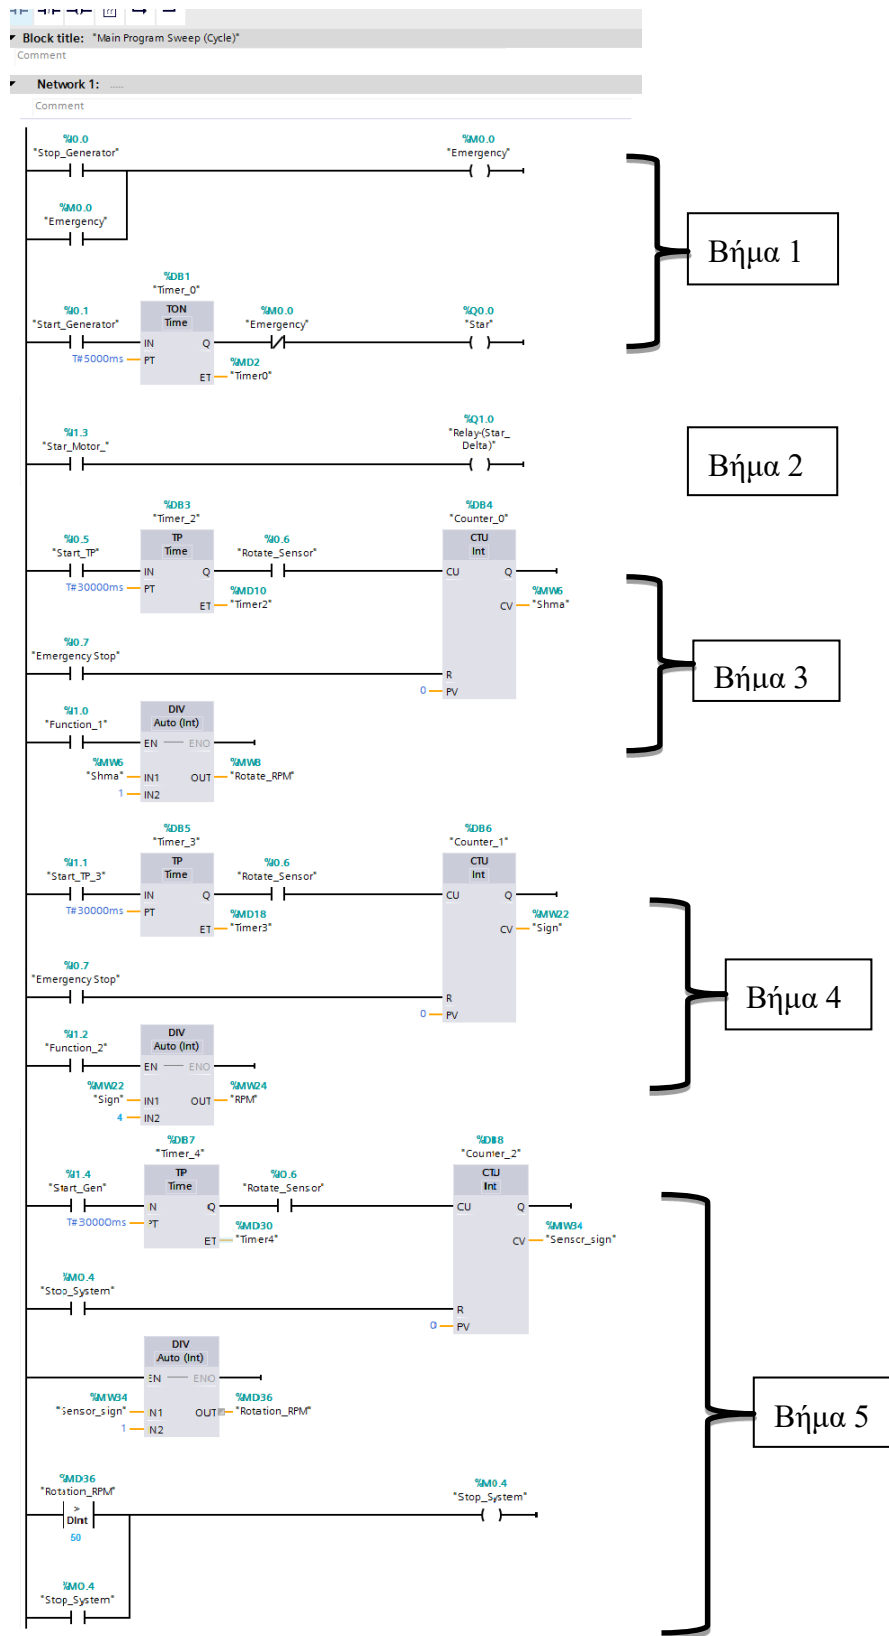 Block title: "Main Program Sweep (Cycle)"
Comment
Network 1: .....
Comment
%I0.0
"Stop_Generator"
%M0.0
"Emergency"
%M0.0
"Emergency"
Βήμα 1
%DB1
"Timer_0"
%I0.1
"Start_Generator"
TON
Time
%M0.0
"Emergency"
%Q0.0
"Star"
IN Q
T#5000ms PT
ET %MD2
"Timer0"
%I1.3
"Star_Motor_"
%Q1.0
"Relay-(Star_
Delta)"
Βήμα 2
%DB3
"Timer_2"
%DB4
"Counter_0"
%I0.5
"Start_TP"
TP
Time
%I0.6
"Rotate_Sensor"
CTU
Int
IN Q
CU Q
T#30000ms PT
ET %MD10
"Timer2"
CV %MW6
"Shma"
%I0.7
"Emergency Stop"
R
0 PV
Βήμα 3
%I1.0
"Function_1"
DIV
Auto (Int)
EN ENO
%MW6
"Shma" IN1
OUT %MW8
"Rotate_RPM"
1 IN2
%DB5
"Timer_3"
%DB6
"Counter_1"
%I1.1
"Start_TP_3"
TP
Time
%I0.6
"Rotate_Sensor"
CTU
Int
IN Q
CU Q
T#30000ms PT
ET %MD18
"Timer3"
CV %MW22
"Sign"
%I0.7
"Emergency Stop"
R
0 PV
Βήμα 4
%I1.2
"Function_2"
DIV
Auto (Int)
EN ENO
%MW22
"Sign" IN1
OUT %MW24
"RPM"
4 IN2
%DB7
"Timer_4"
%DB8
"Counter_2"
%I1.4
"Start_Gen"
TP
Time
%I0.6
"Rotate_Sensor"
CTU
Int
IN Q
CU Q
T#30000ms PT
ET %MD30
"Timer4"
CV %MW34
"Sensor_sign"
%M0.4
"Stop_System"
R
0 PV
DIV
Auto (Int)
EN ENO
%MW34
"Sensor_sign" IN1
OUT %MD36
"Rotation_RPM"
1 IN2
Βήμα 5
%MD36
"Rotation_RPM"
>
DInt
50
%M0.4
"Stop_System"
%M0.4
"Stop_System"